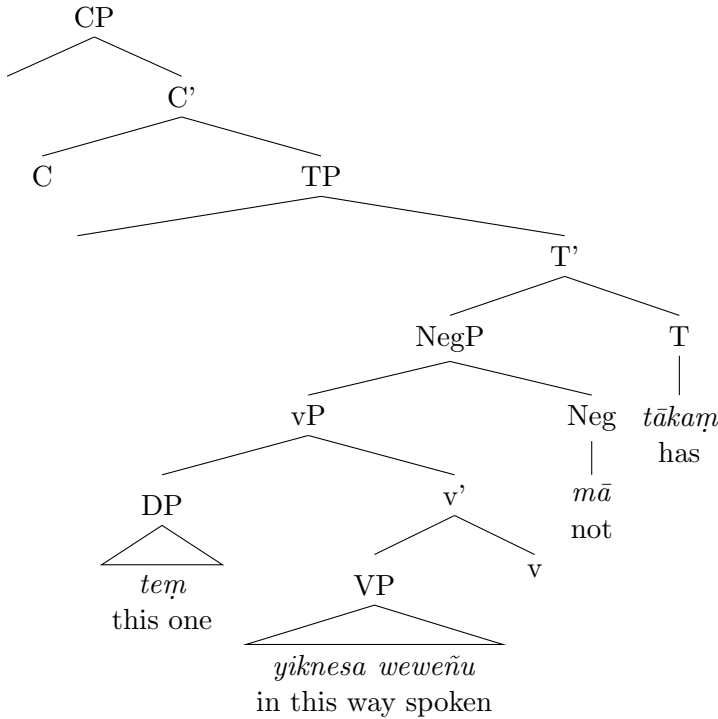 CP
C'
C TP
T'
NegP T
vP Neg tākaṃ
has
mā
DP v'
not
teṃ
VP v
this one
yiknesa weweñu
in this way spoken